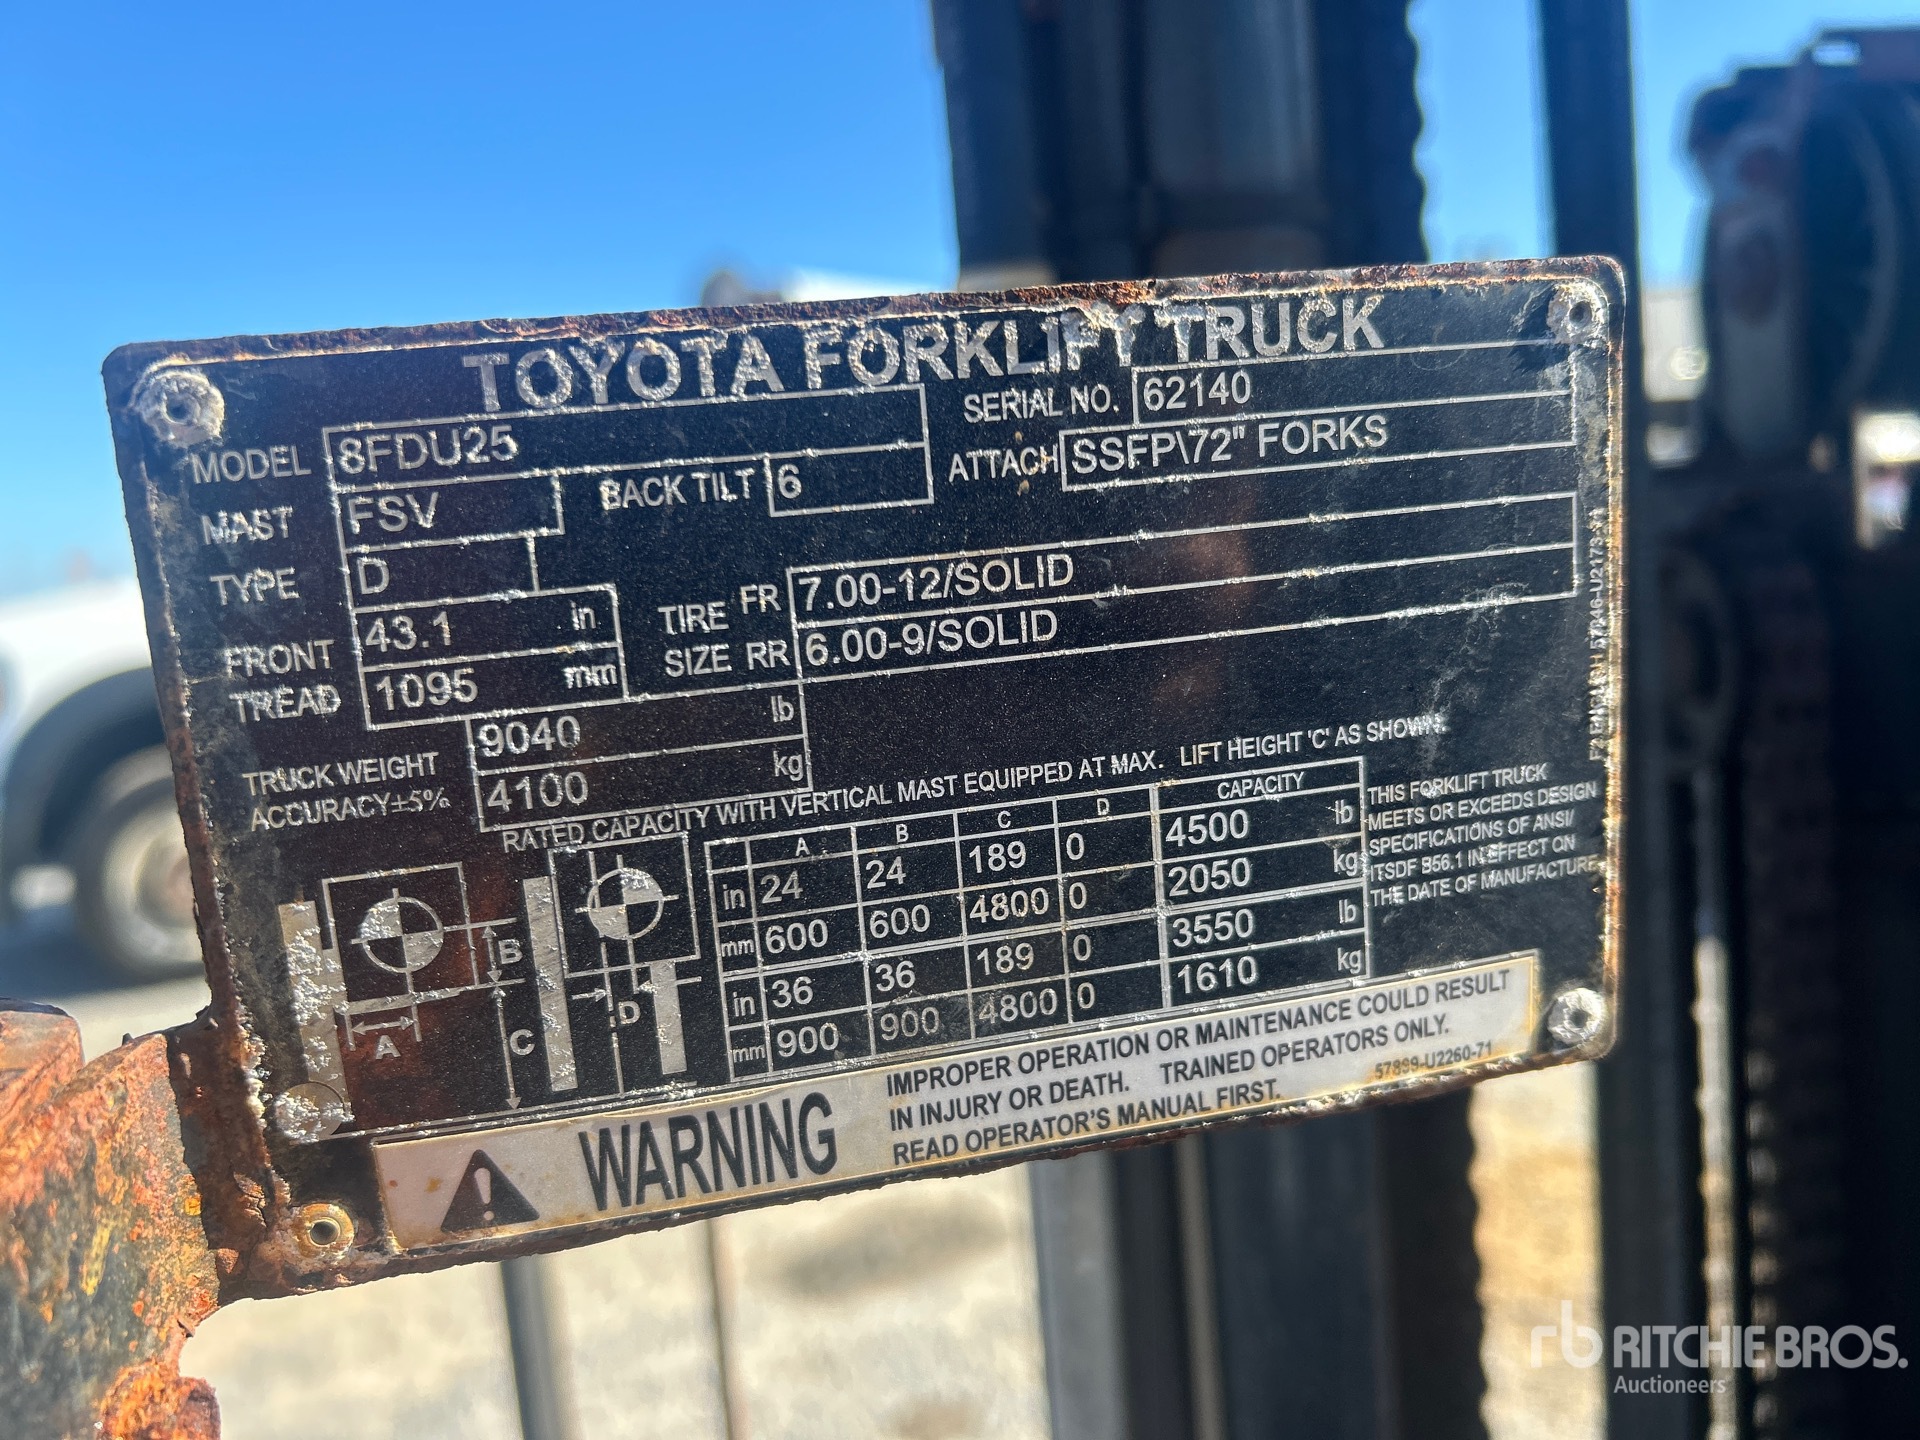 TOYOTA FORKLIFT TRUCK
MODEL 8FDU25
SERIAL NO. 62140
MAST FSV BACK TILT 6 ATTACH SSFP\72" FORKS
TYPE D
FRONT TREAD 43.1 in
1095 mm
TIRE SIZE FR 7.00-12/SOLID
RR 6.00-9/SOLID
TRUCK WEIGHT 9040 lb
ACCURACY±5% 4100 kg
RATED CAPACITY WITH VERTICAL MAST EQUIPPED AT MAX. LIFT HEIGHT 'C' AS SHOWN.
A B C D CAPACITY
in 24 24 189 0 4500 lb
mm 600 600 4800 0 2050 kg
in 36 36 189 0 3550 lb
mm 900 900 4800 0 1610 kg
A B C D
THIS FORKLIFT TRUCK
MEETS OR EXCEEDS DESIGN
SPECIFICATIONS OF ANSI/
ITSDF B56.1 IN EFFECT ON
THE DATE OF MANUFACTURE
WARNING
IMPROPER OPERATION OR MAINTENANCE COULD RESULT
IN INJURY OR DEATH. TRAINED OPERATORS ONLY.
READ OPERATOR'S MANUAL FIRST.
57899-U2260-71
rb RITCHIE BROS.
Auctioneers